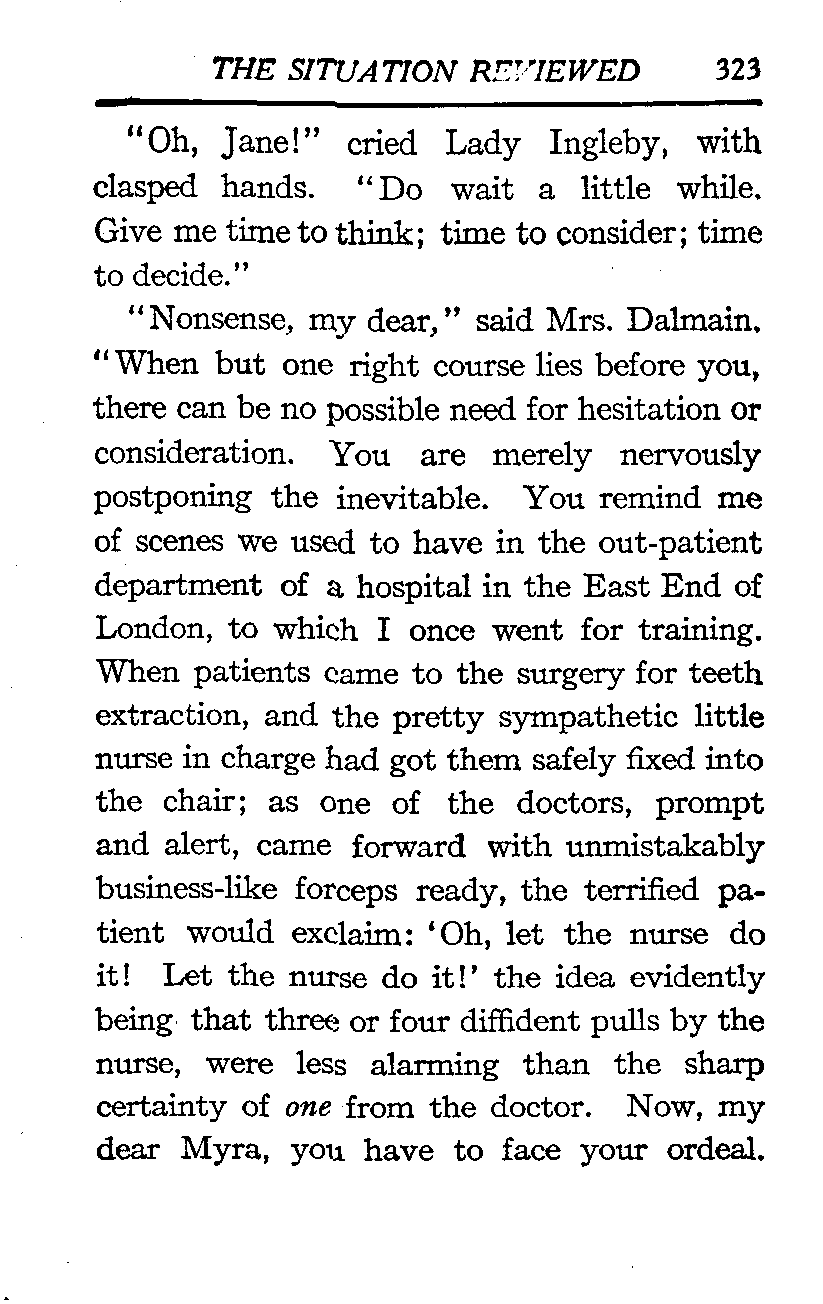 THE SITUATION REVIEWED 323
"Oh, Jane!" cried Lady Ingleby, with
clasped hands. "Do wait a little while.
Give me time to think; time to consider; time
to decide."
"Nonsense, my dear," said Mrs. Dalmain.
"When but one right course lies before you,
there can be no possible need for hesitation or
consideration. You are merely nervously
postponing the inevitable. You remind me
of scenes we used to have in the out-patient
department of a hospital in the East End of
London, to which I once went for training.
When patients came to the surgery for teeth
extraction, and the pretty sympathetic little
nurse in charge had got them safely fixed into
the chair; as one of the doctors, prompt
and alert, came forward with unmistakably
business-like forceps ready, the terrified pa-
tient would exclaim: 'Oh, let the nurse do
it! Let the nurse do it!' the idea evidently
being that three or four diffident pulls by the
nurse, were less alarming than the sharp
certainty of one from the doctor. Now, my
dear Myra, you have to face your ordeal.